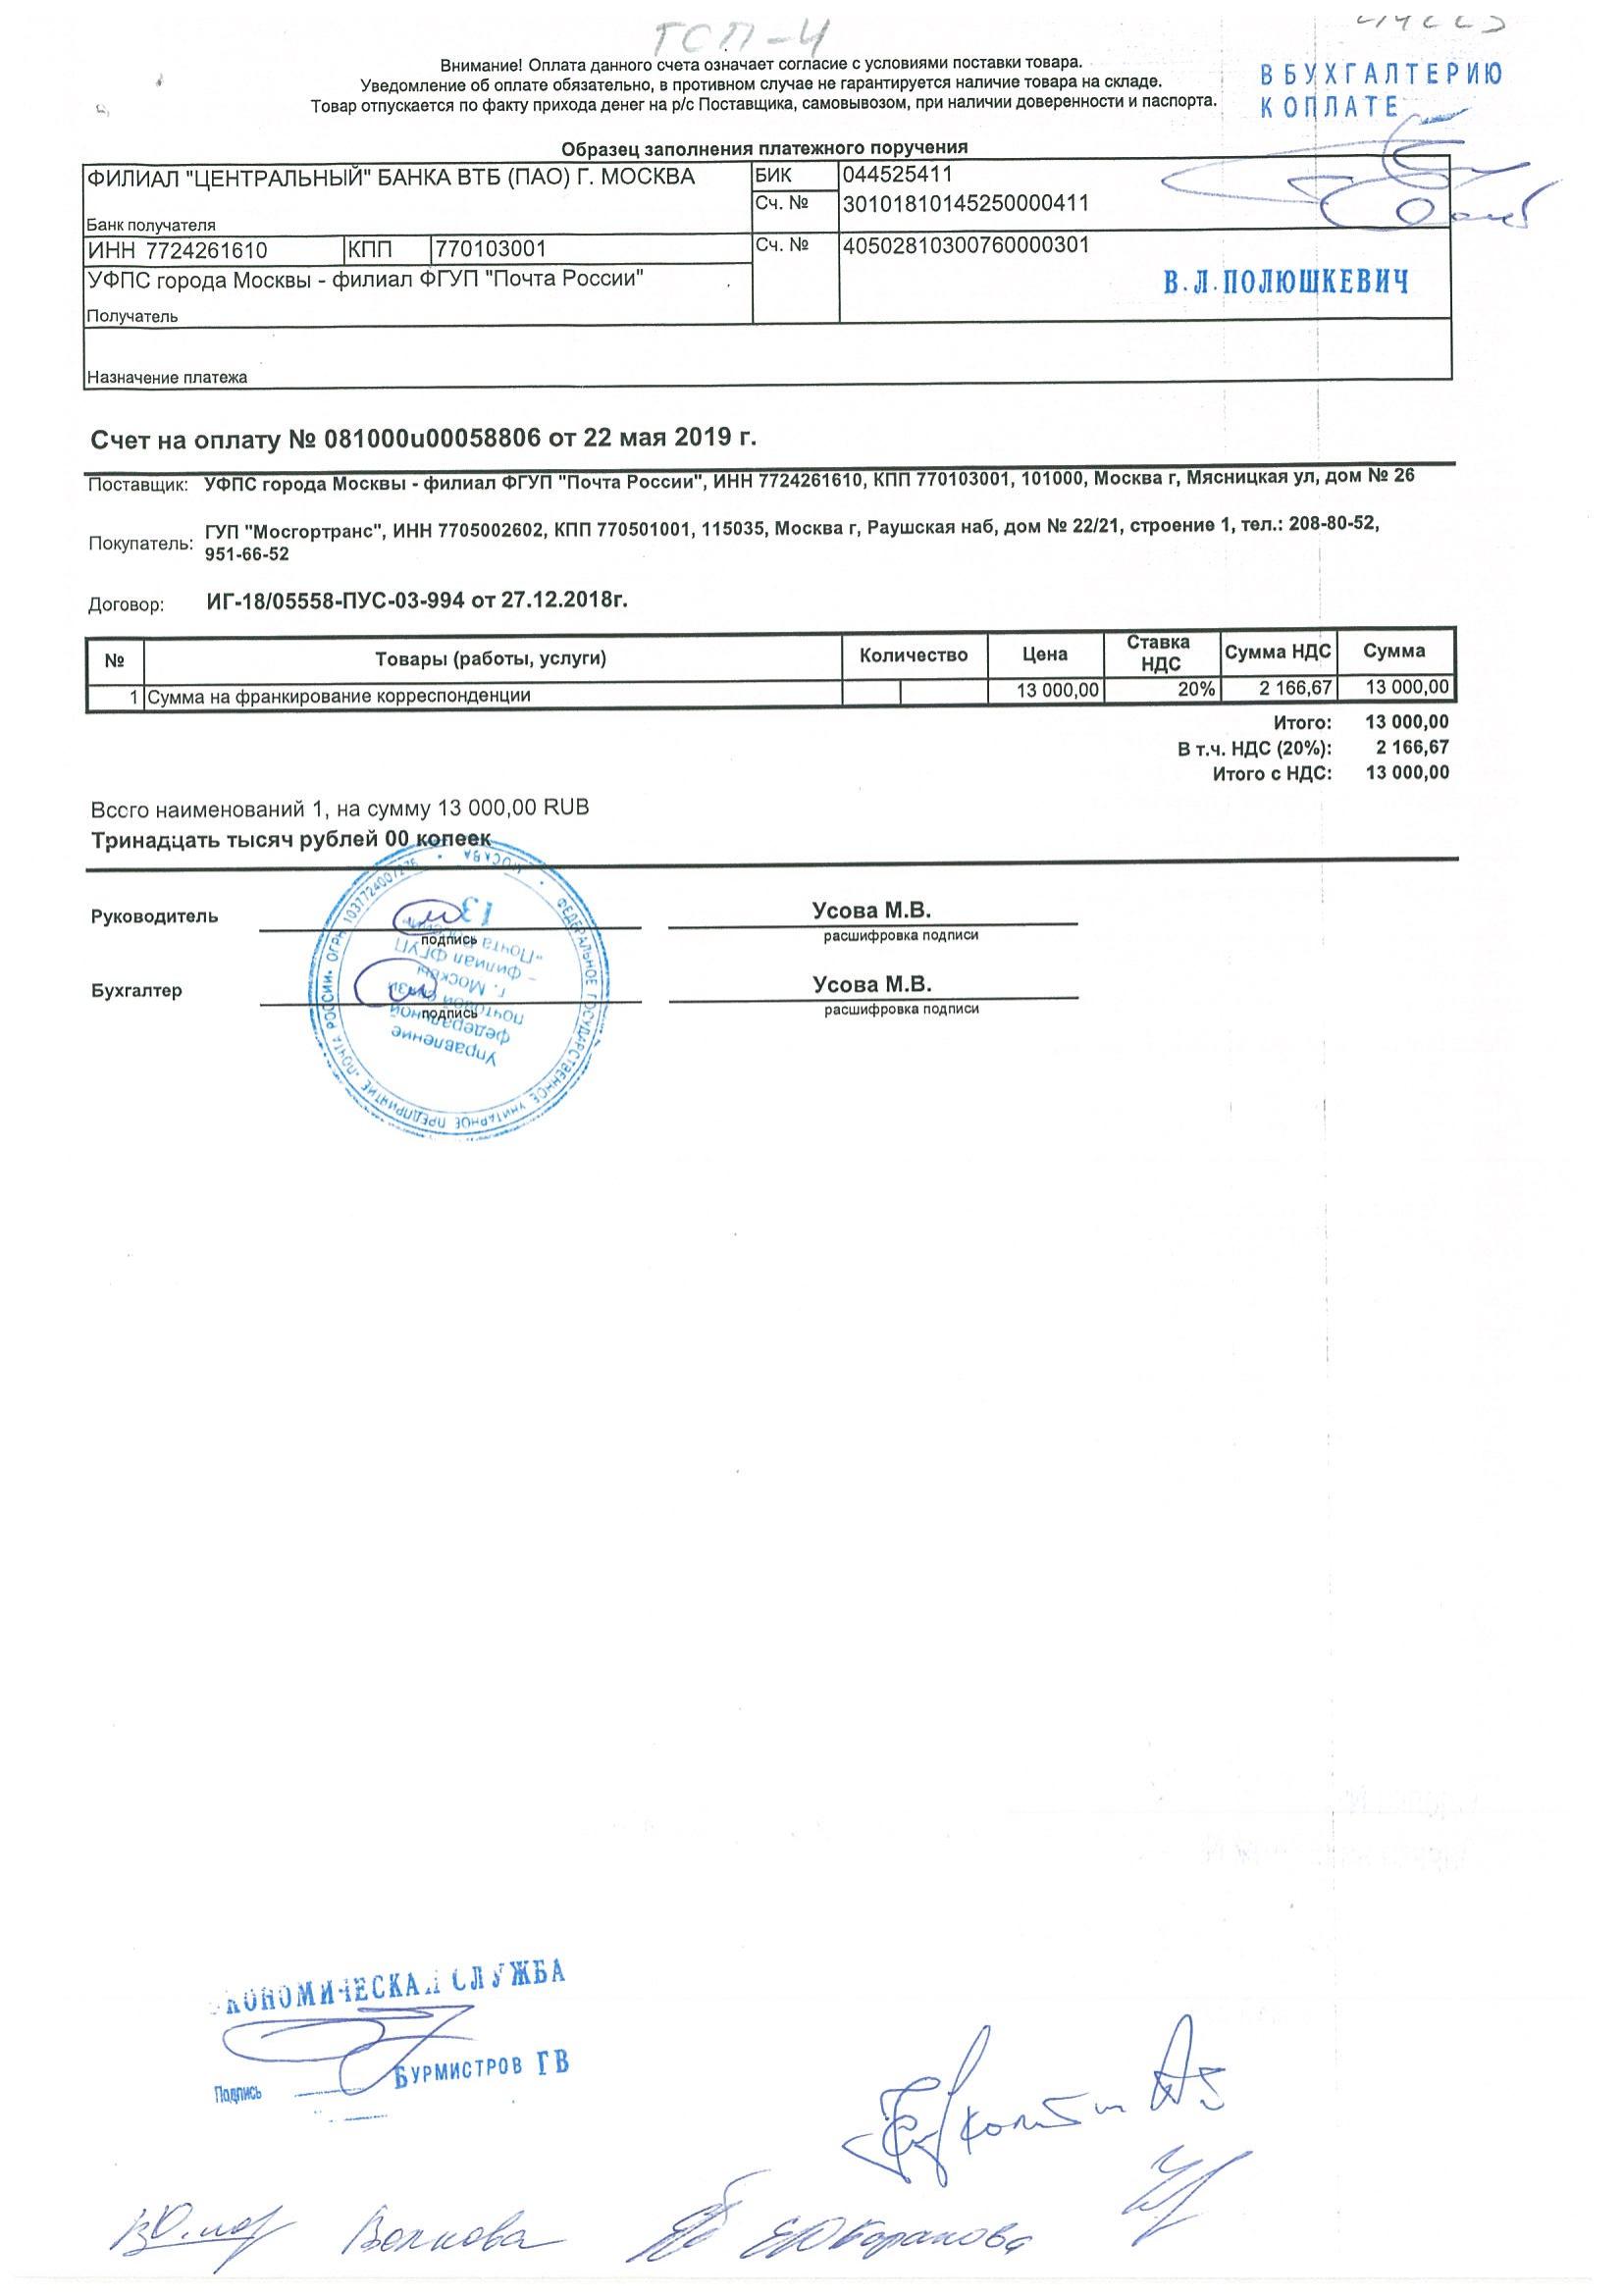 ТСП-4
Внимание! Оплата данного счета означает согласие с условиями поставки товара.
Уведомление об оплате обязательно, в противном случае не гарантируется наличие товара на складе.
Товар отпускается по факту прихода денег на р/с Поставщика, самовывозом, при наличии доверенности и паспорта.
В БУХГАЛТЕРИЮ
К ОПЛАТЕ
Образец заполнения платежного поручения
ФИЛИАЛ "ЦЕНТРАЛЬНЫЙ" БАНКА ВТБ (ПАО) Г. МОСКВА БИК 044525411
Сч. № 30101810145250000411
Банк получателя
ИНН 7724261610 КПП 770103001 Сч. № 40502810300760000301
УФПС города Москвы - филиал ФГУП "Почта России"
В.Л.ПОЛЮШКЕВИЧ
Получатель
Назначение платежа
Счет на оплату № 081000u00058806 от 22 мая 2019 г.
Поставщик: УФПС города Москвы - филиал ФГУП "Почта России", ИНН 7724261610, КПП 770103001, 101000, Москва г, Мясницкая ул, дом № 26
Покупатель: ГУП "Мосгортранс", ИНН 7705002602, КПП 770501001, 115035, Москва г, Раушская наб, дом № 22/21, строение 1, тел.: 208-80-52,
951-66-52
Договор: ИГ-18/05558-ПУС-03-994 от 27.12.2018г.
№ Товары (работы, услуги) Количество Цена Ставка НДС Сумма НДС Сумма
1 Сумма на франкирование корреспонденции 13 000,00 20% 2 166,67 13 000,00
Итого: 13 000,00
В т.ч. НДС (20%): 2 166,67
Итого с НДС: 13 000,00
Всего наименований 1, на сумму 13 000,00 RUB
Тринадцать тысяч рублей 00 копеек
Руководитель Усова М.В.
подпись расшифровка подписи
Бухгалтер Усова М.В.
подпись расшифровка подписи
ФЕДЕРАЛЬНОЕ ГОСУДАРСТВЕННОЕ УНИТАРНОЕ ПРЕДПРИЯТИЕ "ПОЧТА РОССИИ" ОГРН 1037724007276 МОСКВА
Управление
федеральной
почтовой связи
г. Москвы
– филиал ФГУП
"Почта России"
13
ЭКОНОМИЧЕСКАЯ СЛУЖБА
БУРМИСТРОВ ГВ
Подпись
Волкова